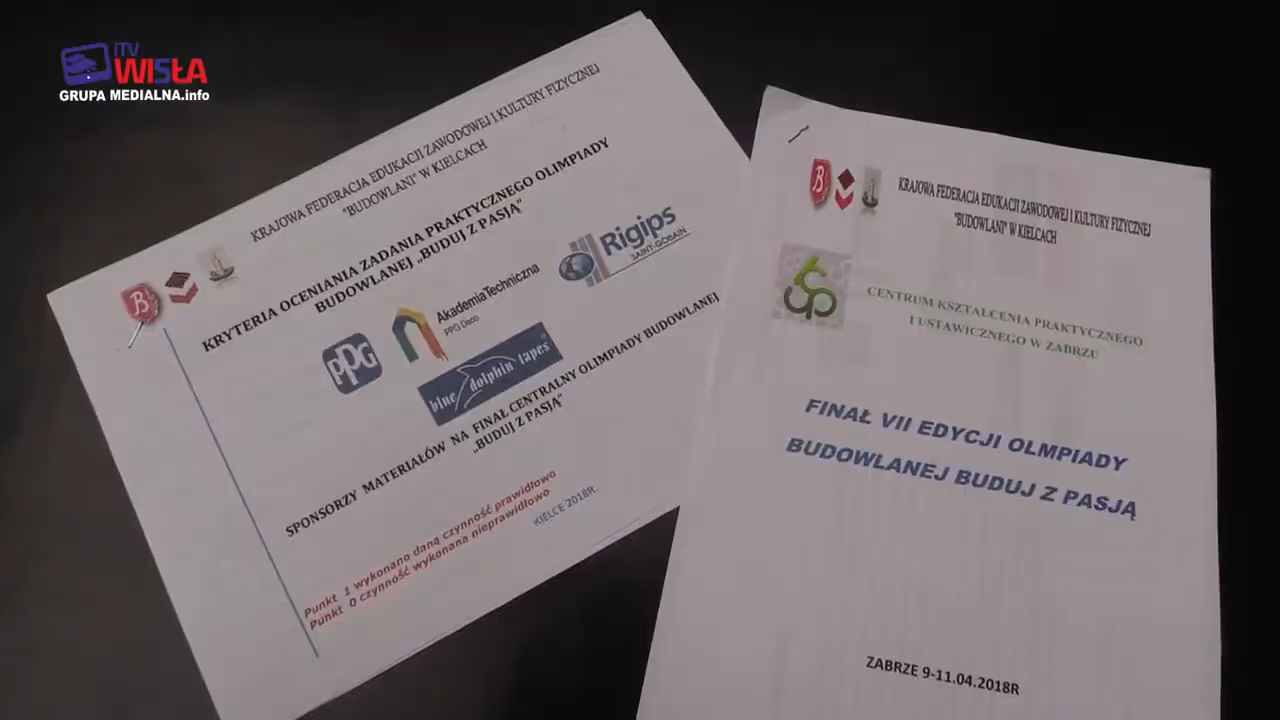 iTV
WISŁA
GRUPA MEDIALNA.info
KRAJOWA FEDERACJA EDUKACJI ZAWODOWEJ I KULTURY FIZYCZNEJ
"BUDOWLANI" W KIELCACH
KRYTERIA OCENIANIA ZADANIA PRAKTYCZNEGO OLIMPIADY
BUDOWLANEJ „BUDUJ Z PASJĄ"
B
PPG
Akademia Techniczna
PPG Deco
Rigips
SAINT-GOBAIN
blue dolphin tapes
SPONSORZY MATERIAŁÓW NA FINAŁ CENTRALNY OLIMPIADY BUDOWLANEJ
„BUDUJ Z PASJĄ"
Punkt 1 wykonano daną czynność prawidłowo
Punkt 0 czynność wykonana nieprawidłowo
KIELCE 2018R.
B
KRAJOWA FEDERACJA EDUKACJI ZAWODOWEJ I KULTURY FIZYCZNEJ
"BUDOWLANI" W KIELCACH
CENTRUM KSZTAŁCENIA PRAKTYCZNEGO
I USTAWICZNEGO W ZABRZU
FINAŁ VII EDYCJI OLMPIADY
BUDOWLANEJ BUDUJ Z PASJĄ
ZABRZE 9-11.04.2018R